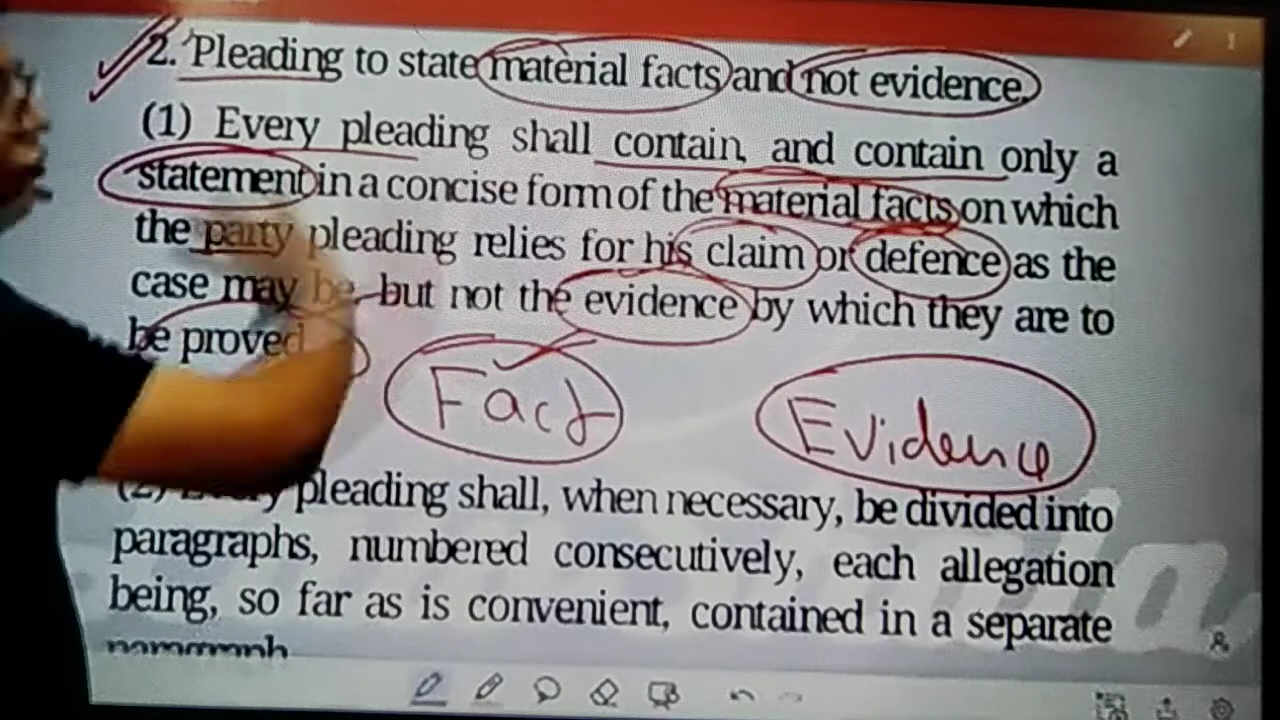 2. Pleading to state material facts and not evidence.
(1) Every pleading shall contain, and contain only a
statement in a concise form of the material facts on which
the party pleading relies for his claim or defence as the
case may be, but not the evidence by which they are to
be proved
Fact Evidence
(2) Every pleading shall, when necessary, be divided into
paragraphs, numbered consecutively, each allegation
being, so far as is convenient, contained in a separate
paragraph